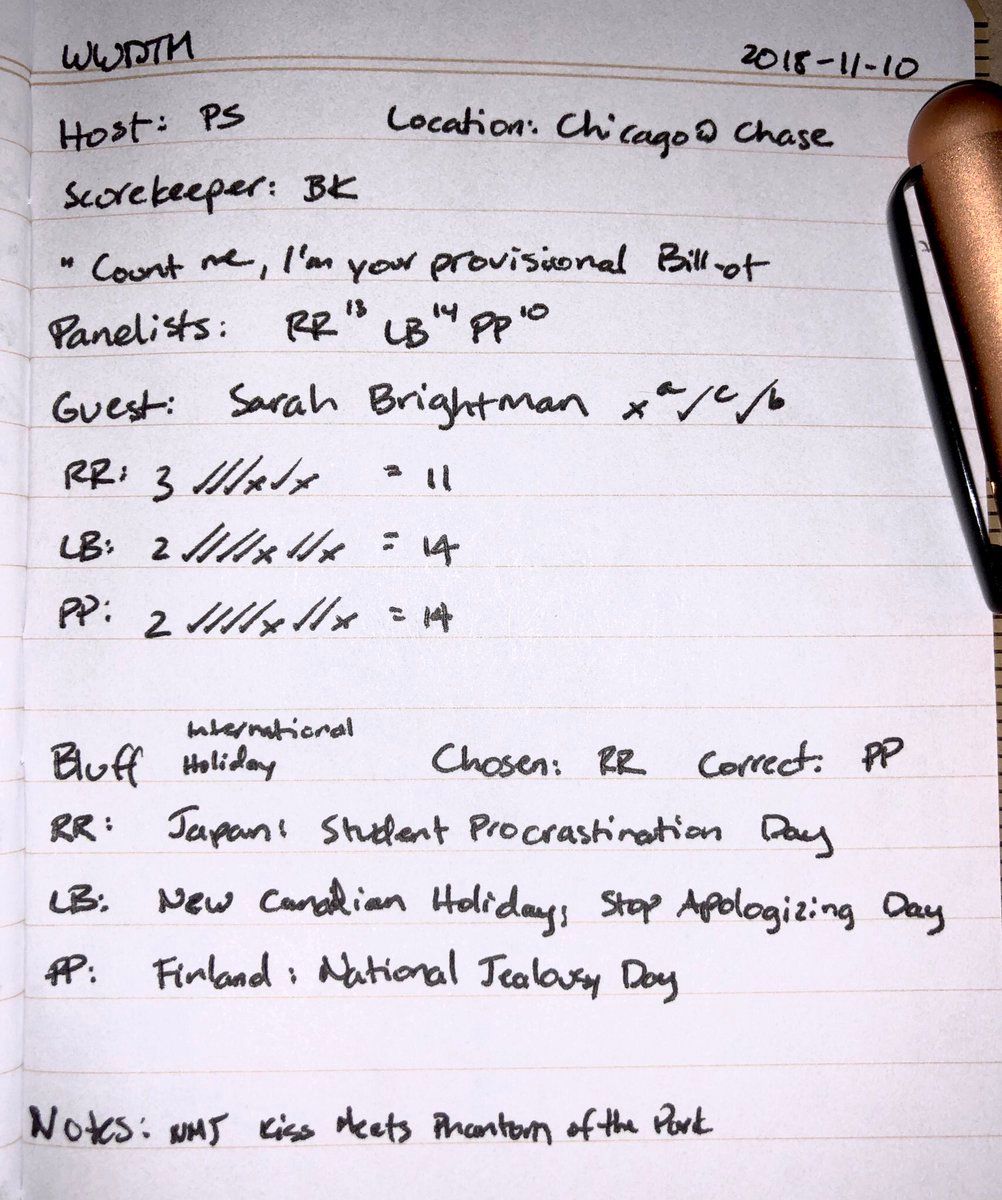 WWDTM 2018-11-10
Host: PS Location: Chicago @ Chase
Scorekeeper: BK
" Count me, I'm your provisional Bill-ot
Panelists: RR 13 LB 14 PP 10
Guest: Sarah Brightman x a ✓ c ✓ b
RR: 3 ✓✓✓x✓x = 11
LB: 2 ✓✓✓✓x ✓✓x = 14
PP: 2 ✓✓✓✓x ✓✓x = 14
Bluff International Holiday Chosen: RR Correct: PP
RR: Japan: Student Procrastination Day
LB: New Canadian Holiday; Stop Apologizing Day
PP: Finland: National Jealousy Day
Notes: NMJ Kiss Meets Phantom of the Park